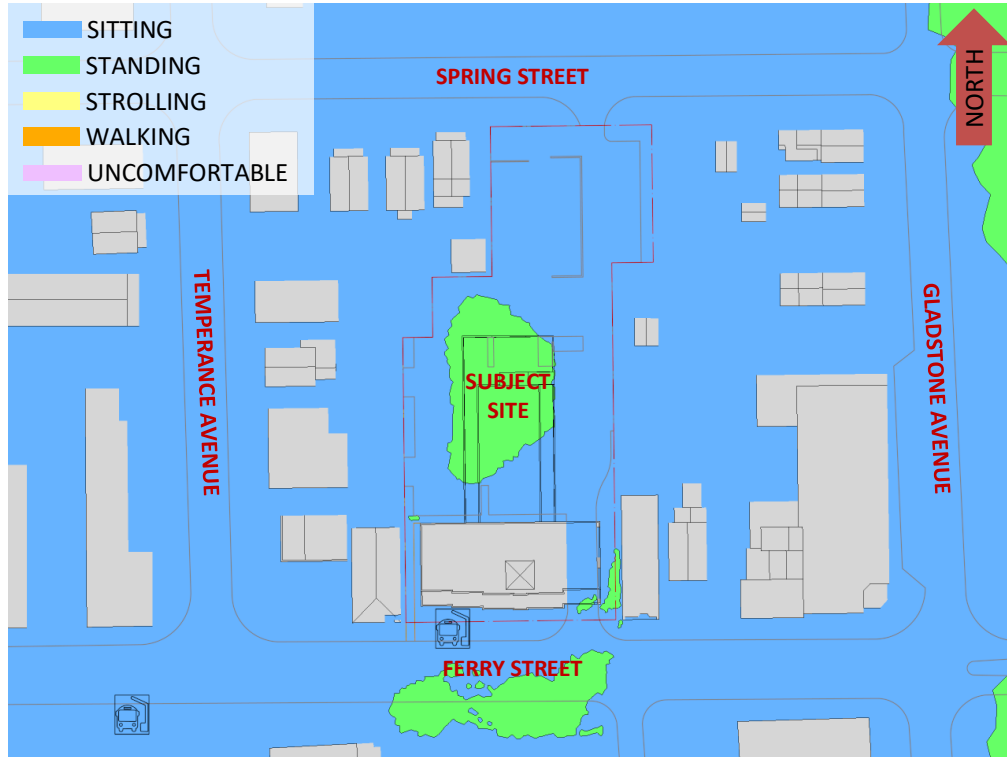 SITTING
STANDING
STROLLING
WALKING
UNCOMFORTABLE
SPRING STREET
NORTH
TEMPERANCE AVENUE
GLADSTONE AVENUE
SUBJECT
SITE
FERRY STREET